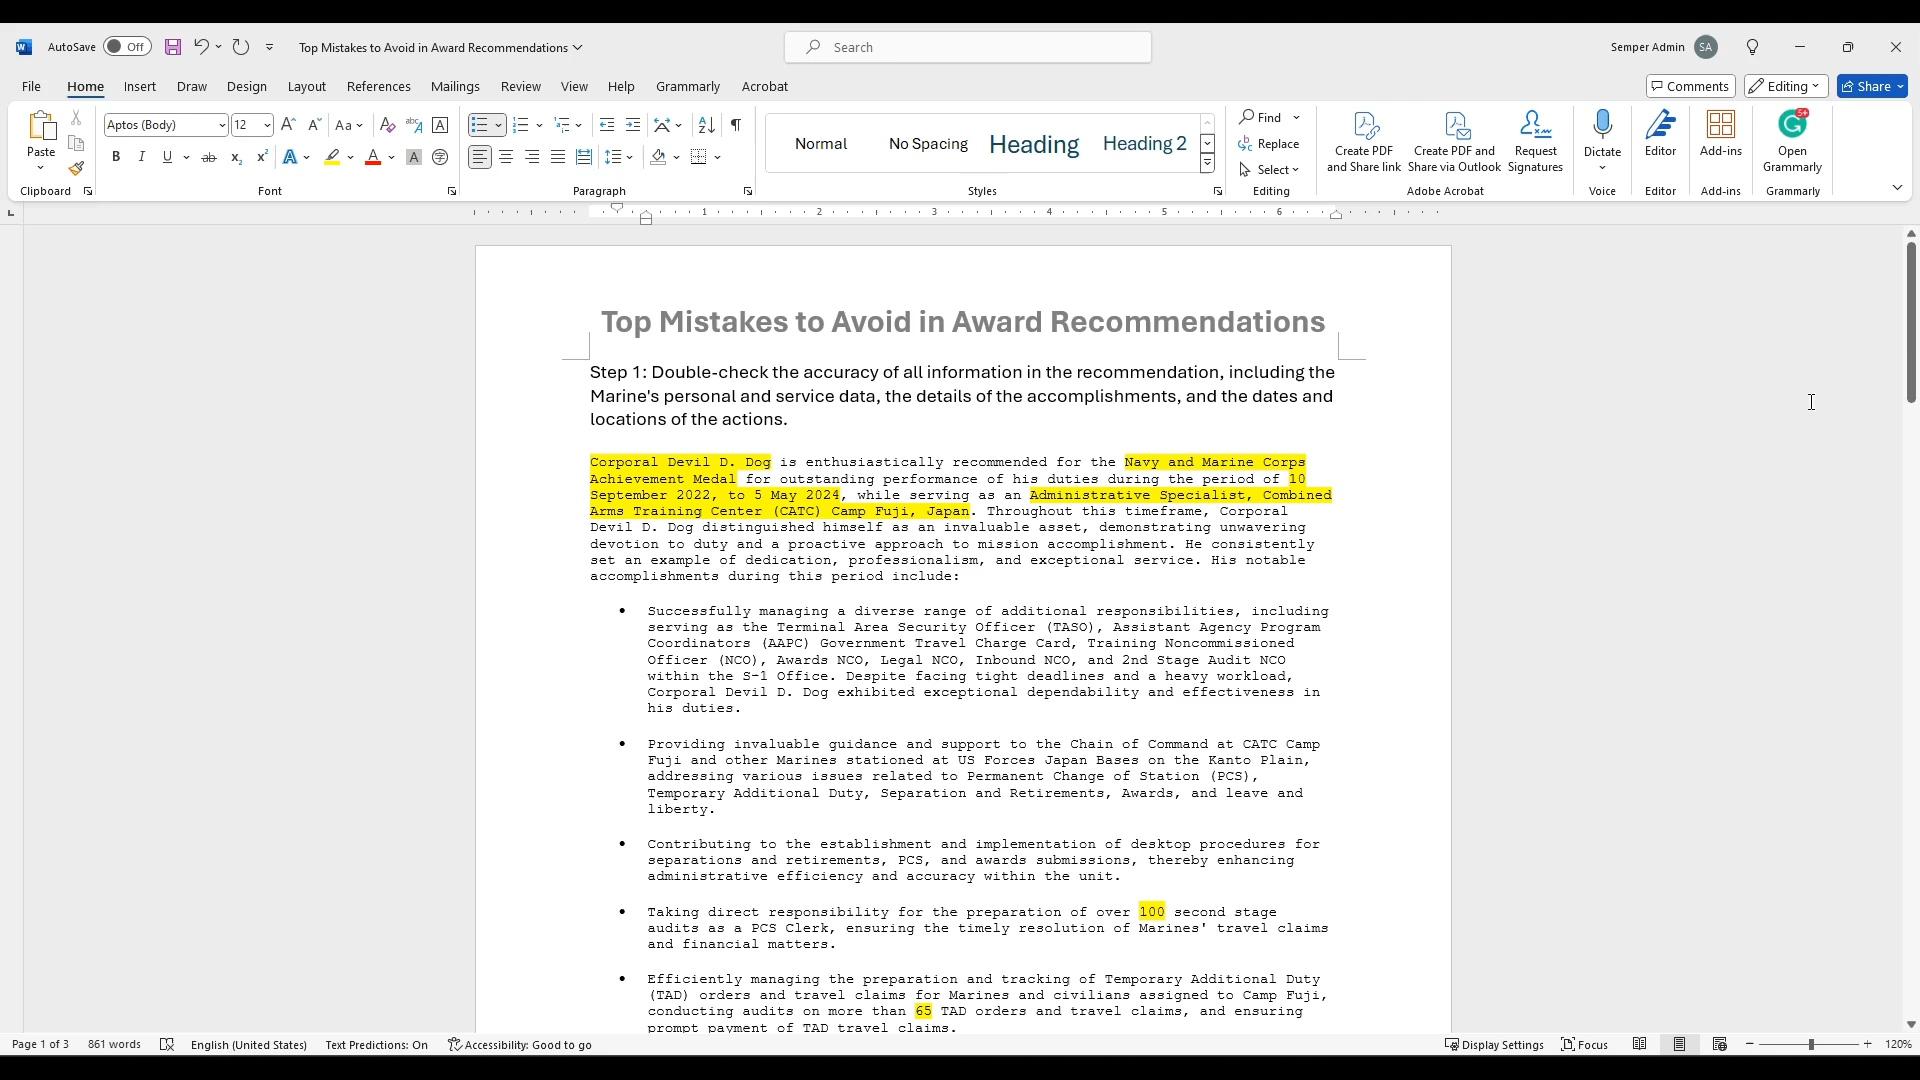 AutoSave Off Top Mistakes to Avoid in Award Recommendations Search Semper Admin SA
File Home Insert Draw Design Layout References Mailings Review View Help Grammarly Acrobat Comments Editing Share
Paste Aptos (Body) 12 Aa Normal No Spacing Heading Heading 2 Find Replace Select Create PDF and Share link Create PDF and Share via Outlook Request Signatures Dictate Editor Add-ins Open Grammarly
Clipboard Font Paragraph Styles Editing Adobe Acrobat Voice Editor Add-ins Grammarly
1 2 3 4 5 6
Top Mistakes to Avoid in Award Recommendations
Step 1: Double-check the accuracy of all information in the recommendation, including the
Marine's personal and service data, the details of the accomplishments, and the dates and
locations of the actions.
Corporal Devil D. Dog is enthusiastically recommended for the Navy and Marine Corps
Achievement Medal for outstanding performance of his duties during the period of 10
September 2022, to 5 May 2024, while serving as an Administrative Specialist, Combined
Arms Training Center (CATC) Camp Fuji, Japan. Throughout this timeframe, Corporal
Devil D. Dog distinguished himself as an invaluable asset, demonstrating unwavering
devotion to duty and a proactive approach to mission accomplishment. He consistently
set an example of dedication, professionalism, and exceptional service. His notable
accomplishments during this period include:
• Successfully managing a diverse range of additional responsibilities, including
serving as the Terminal Area Security Officer (TASO), Assistant Agency Program
Coordinators (AAPC) Government Travel Charge Card, Training Noncommissioned
Officer (NCO), Awards NCO, Legal NCO, Inbound NCO, and 2nd Stage Audit NCO
within the S-1 Office. Despite facing tight deadlines and a heavy workload,
Corporal Devil D. Dog exhibited exceptional dependability and effectiveness in
his duties.
• Providing invaluable guidance and support to the Chain of Command at CATC Camp
Fuji and other Marines stationed at US Forces Japan Bases on the Kanto Plain,
addressing various issues related to Permanent Change of Station (PCS),
Temporary Additional Duty, Separation and Retirements, Awards, and leave and
liberty.
• Contributing to the establishment and implementation of desktop procedures for
separations and retirements, PCS, and awards submissions, thereby enhancing
administrative efficiency and accuracy within the unit.
• Taking direct responsibility for the preparation of over 100 second stage
audits as a PCS Clerk, ensuring the timely resolution of Marines' travel claims
and financial matters.
• Efficiently managing the preparation and tracking of Temporary Additional Duty
(TAD) orders and travel claims for Marines and civilians assigned to Camp Fuji,
conducting audits on more than 65 TAD orders and travel claims, and ensuring
prompt payment of TAD travel claims.
Page 1 of 3 861 words English (United States) Text Predictions: On Accessibility: Good to go Display Settings Focus 120%